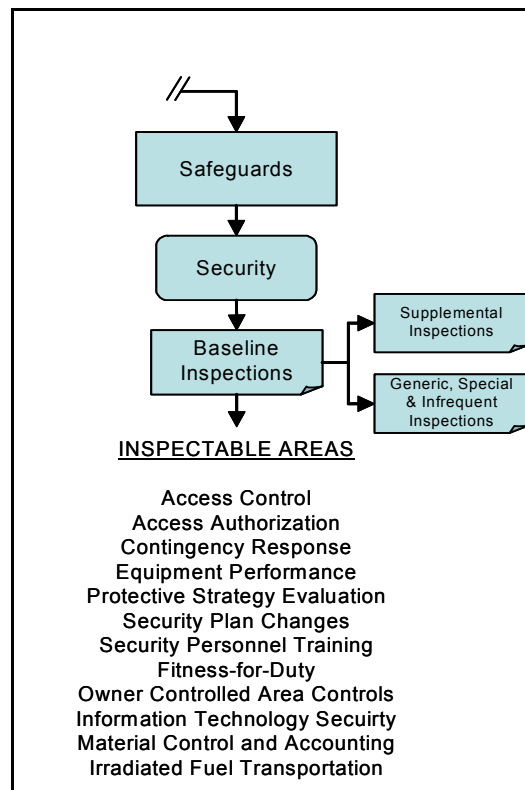 Safeguards
Security
Baseline
Inspections
Supplemental
Inspections
Generic, Special
& Infrequent
Inspections
INSPECTABLE AREAS
Access Control
Access Authorization
Contingency Response
Equipment Performance
Protective Strategy Evaluation
Security Plan Changes
Security Personnel Training
Fitness-for-Duty
Owner Controlled Area Controls
Information Technology Secuirty
Material Control and Accounting
Irradiated Fuel Transportation